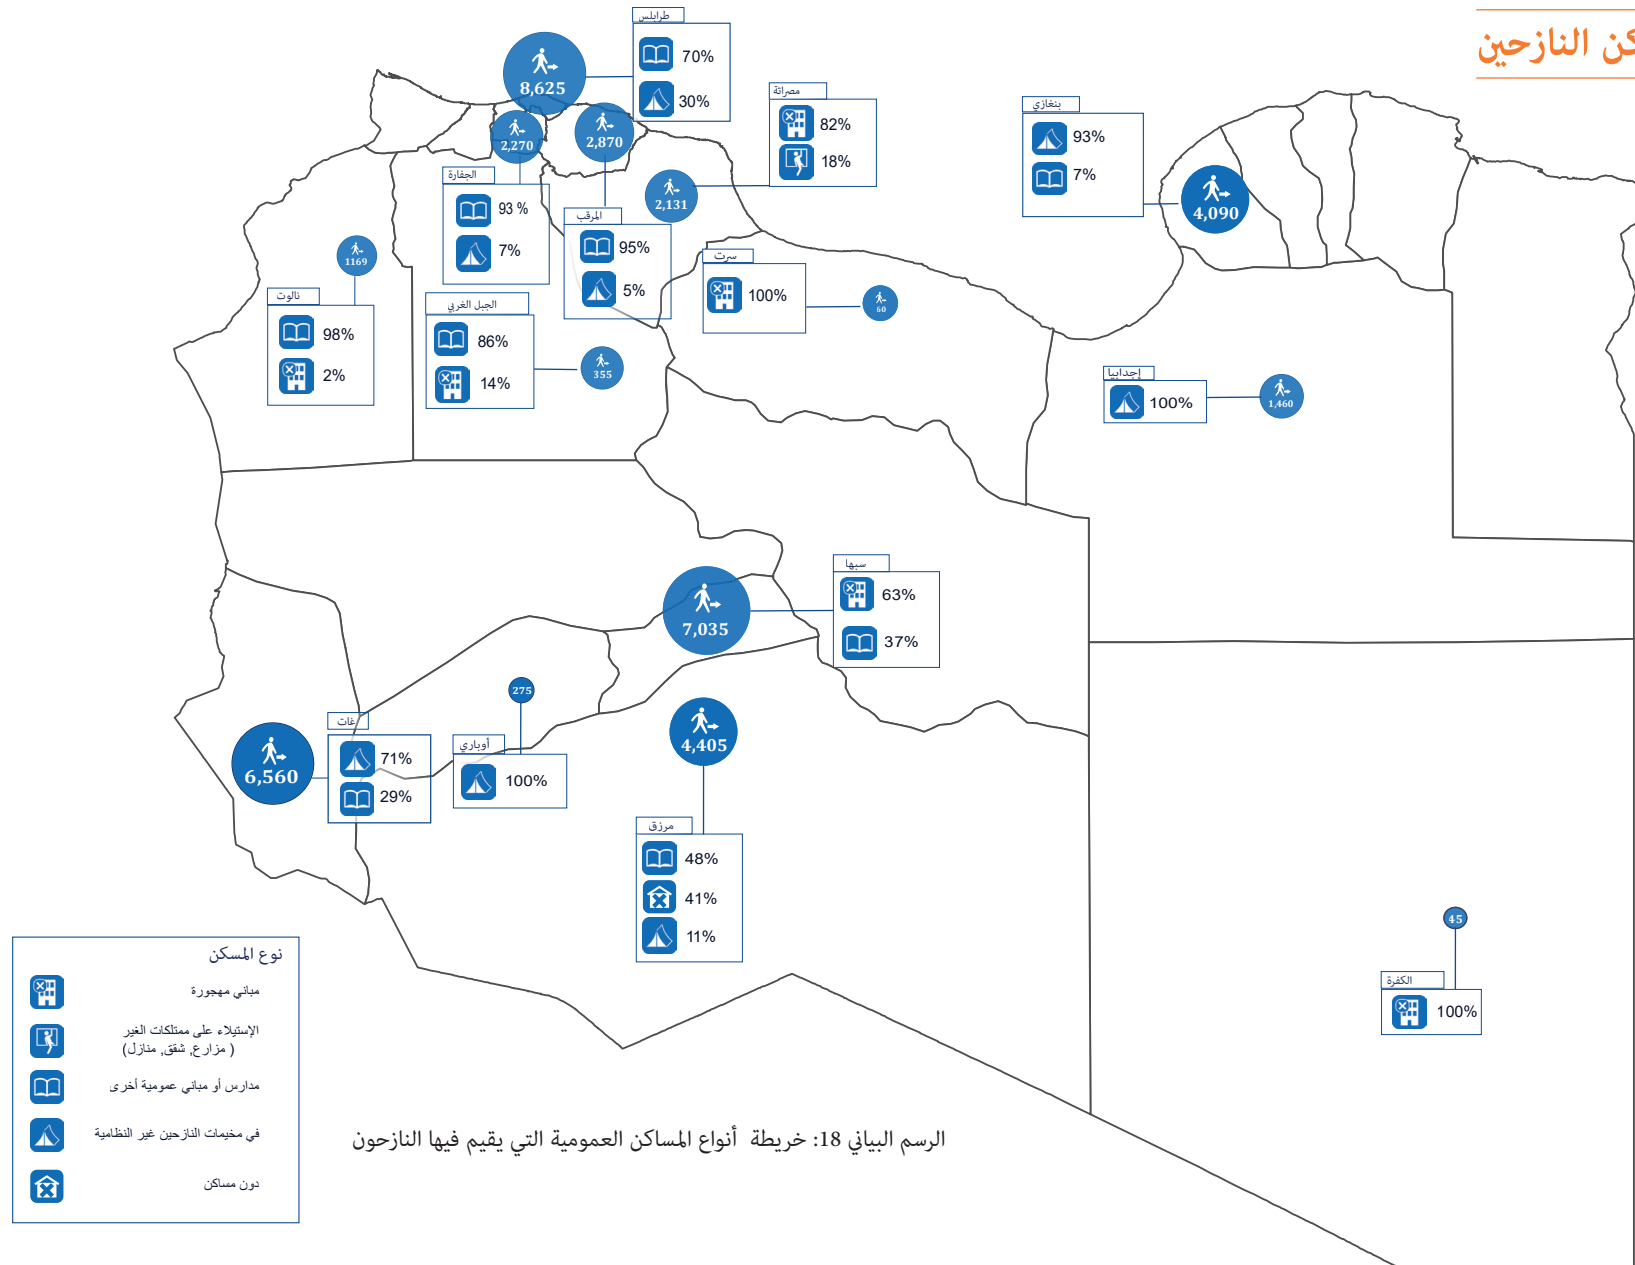 كن النازحين
طرابلس
8,625
70%
30%
مصراتة
2,131
82%
18%
بنغازي
4,090
93%
7%
2,270
الجفارة
93 %
7%
2,870
المرقب
95%
5%
1169
نالوت
98%
2%
الجبل الغربي
355
86%
14%
سرت
60
100%
إجدابيا
1,460
100%
سبها
7,035
63%
37%
غات
6,560
71%
29%
275
أوباري
100%
4,405
مرزق
48%
41%
11%
45
الكفرة
100%
نوع المسكن
مباني مهجورة
الإستيلاء على ممتلكات الغير
( مزارع, شقق, منازل)
مدارس أو مباني عمومية أخرى
في مخيمات النازحين غير النظامية
دون مساكن
الرسم البياني 18: خريطة أنواع المساكن العمومية التي يقيم فيها النازحون